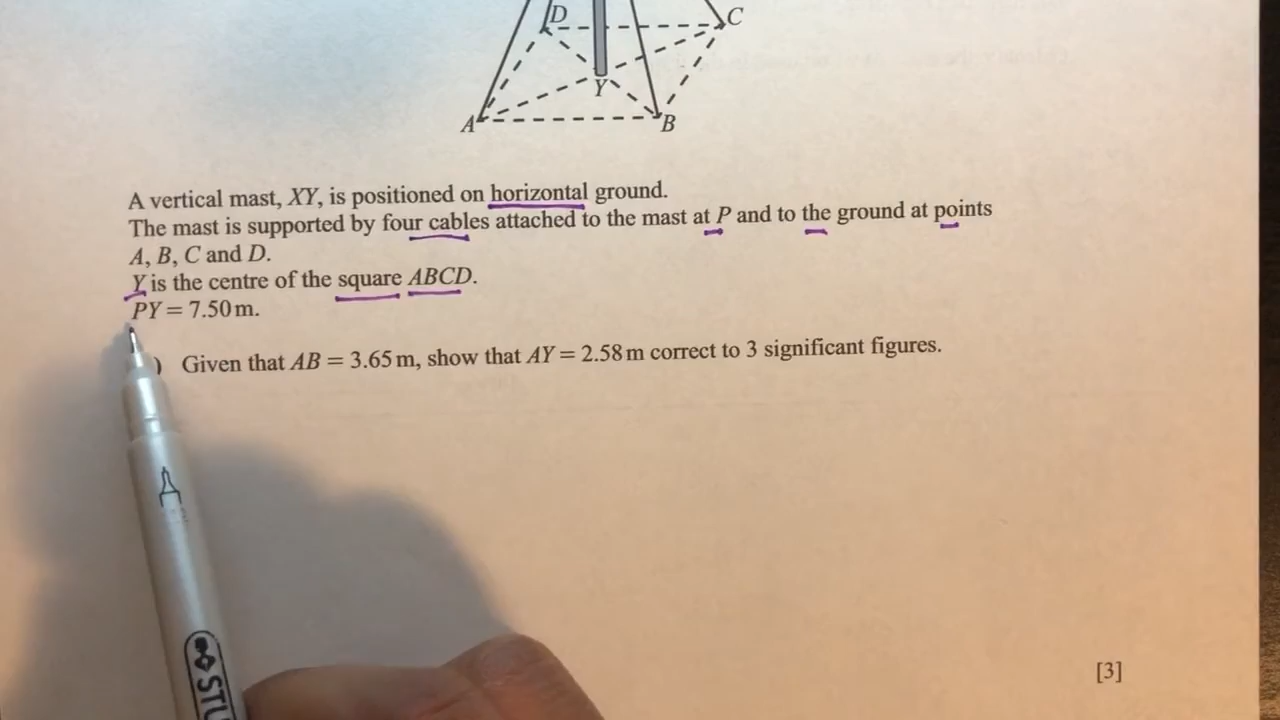 D
C
Y
A
B
A vertical mast, XY, is positioned on horizontal ground.
The mast is supported by four cables attached to the mast at P and to the ground at points
A, B, C and D.
Y is the centre of the square ABCD.
PY = 7.50 m.
) Given that AB = 3.65 m, show that AY = 2.58 m correct to 3 significant figures.
[3]